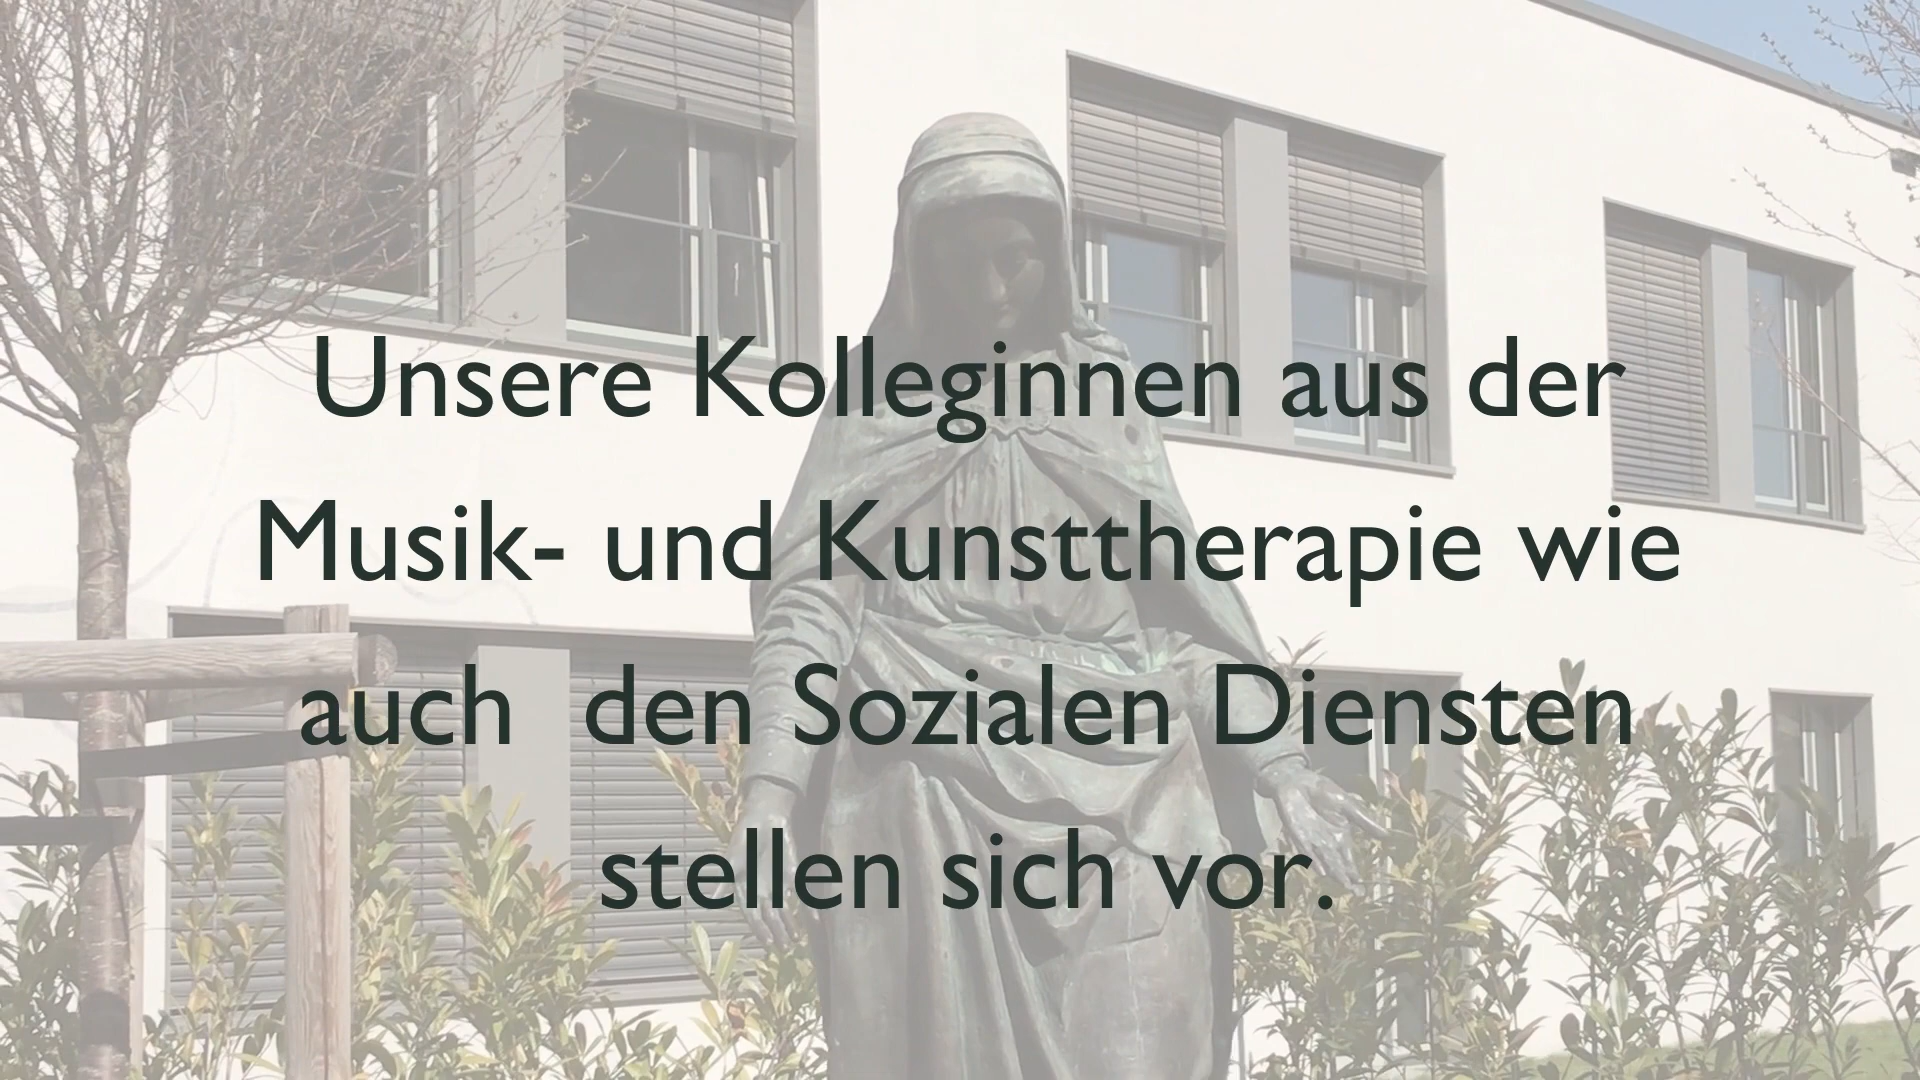 Unsere Kolleginnen aus der
Musik- und Kunsttherapie wie
auch  den Sozialen Diensten
stellen sich vor.